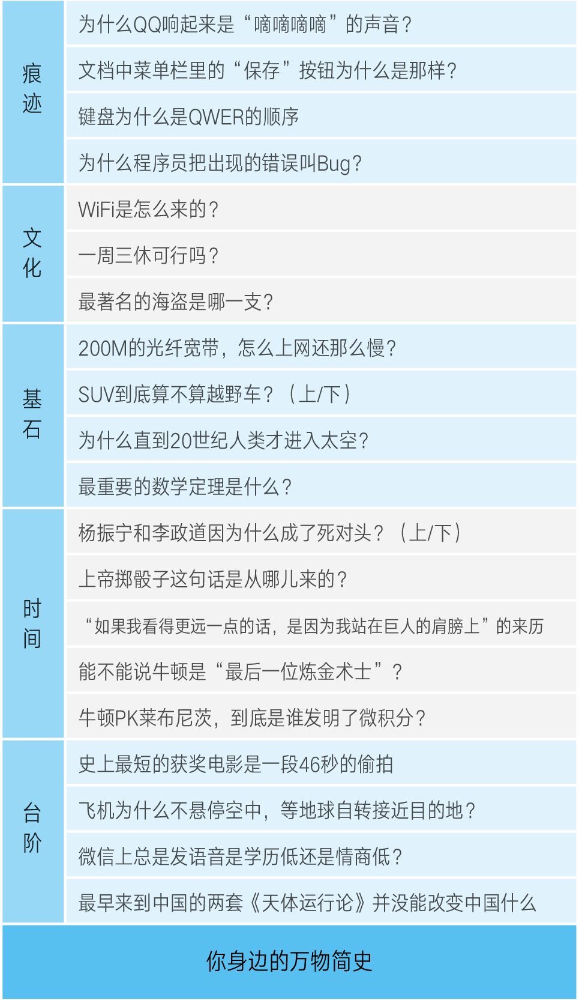 痕迹
为什么QQ响起来是“嘀嘀嘀嘀”的声音？
文档中菜单栏里的“保存”按钮为什么是那样？
键盘为什么是QWER的顺序
为什么程序员把出现的错误叫Bug？
文化
WiFi是怎么来的？
一周三休可行吗？
最著名的海盗是哪一支？
基石
200M的光纤宽带，怎么上网还那么慢？
SUV到底算不算越野车？（上/下）
为什么直到20世纪人类才进入太空？
最重要的数学定理是什么？
时间
杨振宁和李政道因为什么成了死对头？（上/下）
上帝掷骰子这句话是从哪儿来的？
“如果我看得更远一点的话，是因为我站在巨人的肩膀上”的来历
能不能说牛顿是“最后一位炼金术士”？
牛顿PK莱布尼茨，到底是谁发明了微积分？
台阶
史上最短的获奖电影是一段46秒的偷拍
飞机为什么不悬停空中，等地球自转接近目的地？
微信上总是发语音是学历低还是情商低？
最早来到中国的两套《天体运行论》并没能改变中国什么
你身边的万物简史